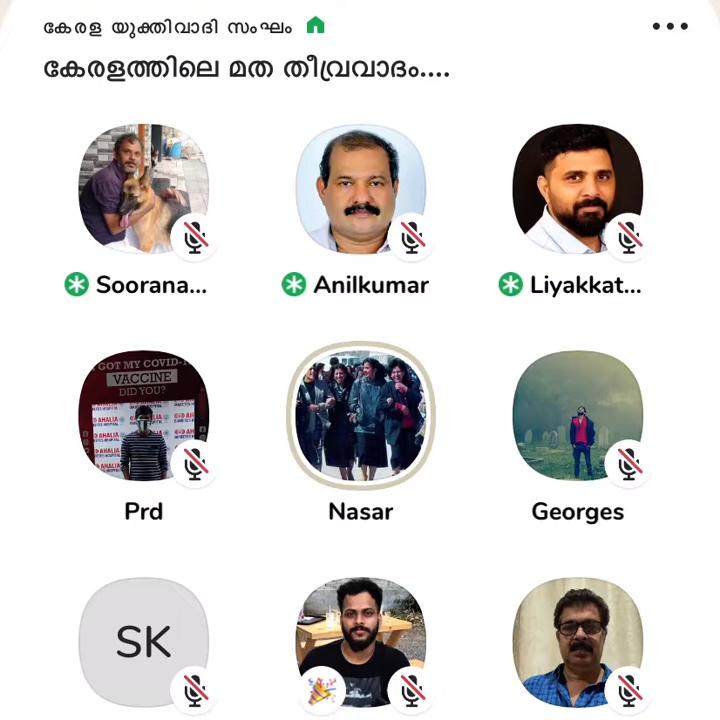 കേരള യുക്തിവാദി സംഘം
കേരളത്തിലെ മത തീവ്രവാദം....
Soorana...
Anilkumar
Liyakkat...
GOT MY COVID-
VACCINE
DID YOU?
Prd
Nasar
Georges
SK